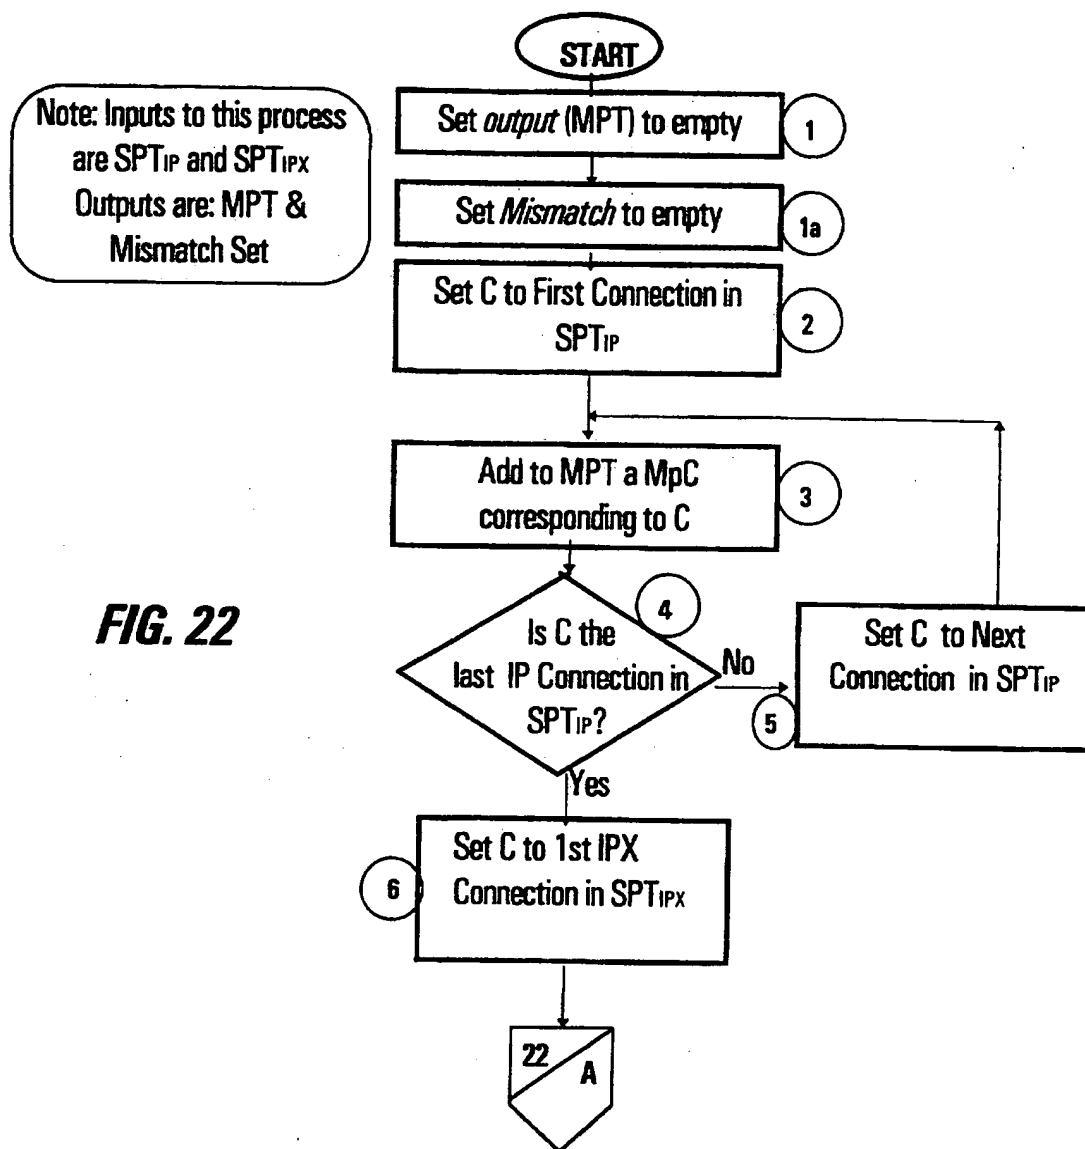 START
Note: Inputs to this process
are SPTIP and SPTIPX
Outputs are: MPT &
Mismatch Set
Set output (MPT) to empty
1
Set Mismatch to empty
1a
Set C to First Connection in
SPTIP
2
Add to MPT a MpC
corresponding to C
3
FIG. 22
4
Is C the
last IP Connection in
SPTIP?
No
5
Set C to Next
Connection in SPTIP
Yes
6
Set C to 1st IPX
Connection in SPTIPX
22
A